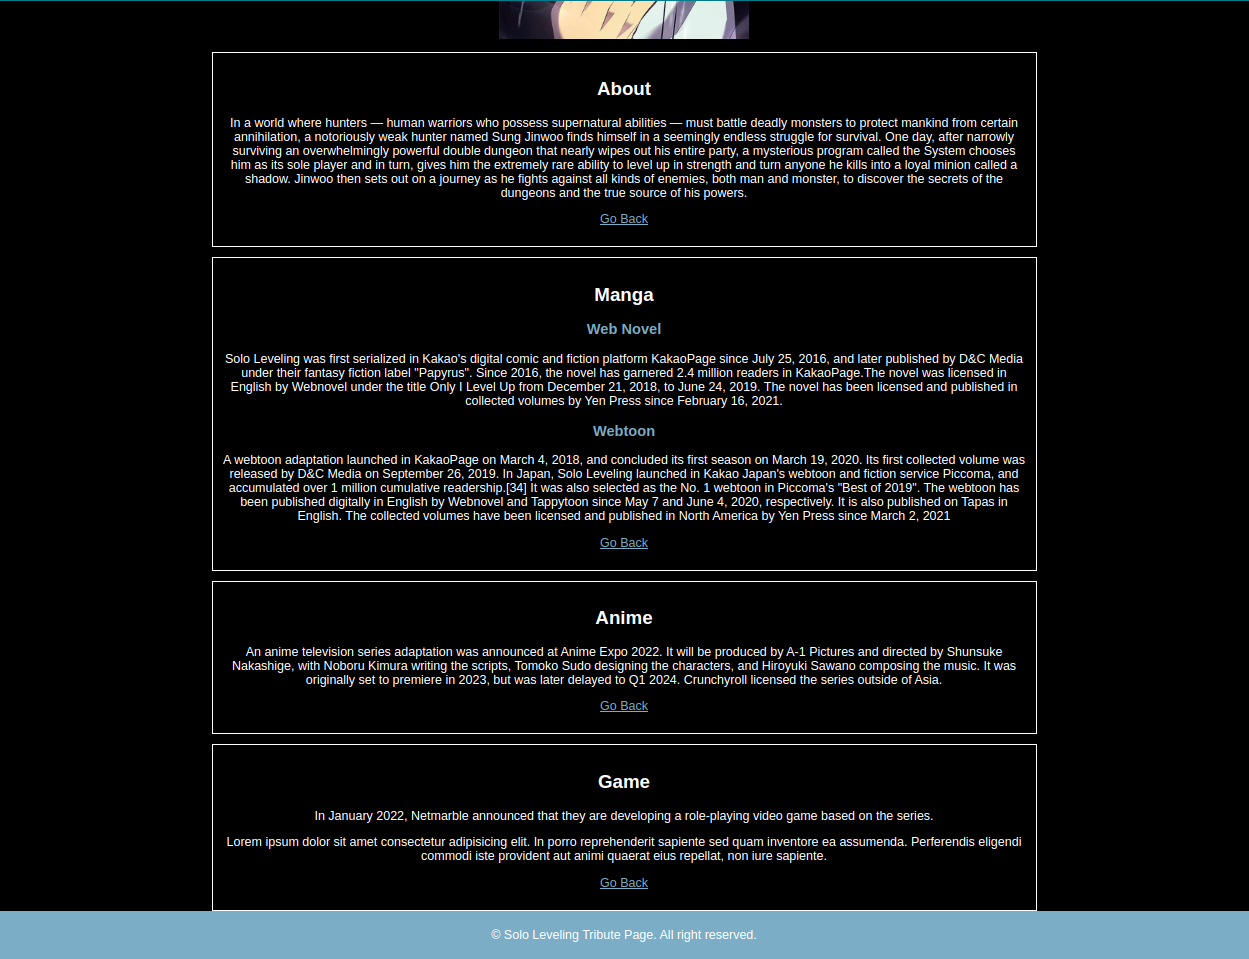 About
In a world where hunters — human warriors who possess supernatural abilities — must battle deadly monsters to protect mankind from certain
annihilation, a notoriously weak hunter named Sung Jinwoo finds himself in a seemingly endless struggle for survival. One day, after narrowly
surviving an overwhelmingly powerful double dungeon that nearly wipes out his entire party, a mysterious program called the System chooses
him as its sole player and in turn, gives him the extremely rare ability to level up in strength and turn anyone he kills into a loyal minion called a
shadow. Jinwoo then sets out on a journey as he fights against all kinds of enemies, both man and monster, to discover the secrets of the
dungeons and the true source of his powers.
Go Back
Manga
Web Novel
Solo Leveling was first serialized in Kakao's digital comic and fiction platform KakaoPage since July 25, 2016, and later published by D&C Media
under their fantasy fiction label "Papyrus". Since 2016, the novel has garnered 2.4 million readers in KakaoPage.The novel was licensed in
English by Webnovel under the title Only I Level Up from December 21, 2018, to June 24, 2019. The novel has been licensed and published in
collected volumes by Yen Press since February 16, 2021.
Webtoon
A webtoon adaptation launched in KakaoPage on March 4, 2018, and concluded its first season on March 19, 2020. Its first collected volume was
released by D&C Media on September 26, 2019. In Japan, Solo Leveling launched in Kakao Japan's webtoon and fiction service Piccoma, and
accumulated over 1 million cumulative readership.[34] It was also selected as the No. 1 webtoon in Piccoma's "Best of 2019". The webtoon has
been published digitally in English by Webnovel and Tappytoon since May 7 and June 4, 2020, respectively. It is also published on Tapas in
English. The collected volumes have been licensed and published in North America by Yen Press since March 2, 2021
Go Back
Anime
An anime television series adaptation was announced at Anime Expo 2022. It will be produced by A-1 Pictures and directed by Shunsuke
Nakashige, with Noboru Kimura writing the scripts, Tomoko Sudo designing the characters, and Hiroyuki Sawano composing the music. It was
originally set to premiere in 2023, but was later delayed to Q1 2024. Crunchyroll licensed the series outside of Asia.
Go Back
Game
In January 2022, Netmarble announced that they are developing a role-playing video game based on the series.
Lorem ipsum dolor sit amet consectetur adipisicing elit. In porro reprehenderit sapiente sed quam inventore ea assumenda. Perferendis eligendi
commodi iste provident aut animi quaerat eius repellat, non iure sapiente.
Go Back
© Solo Leveling Tribute Page. All right reserved.